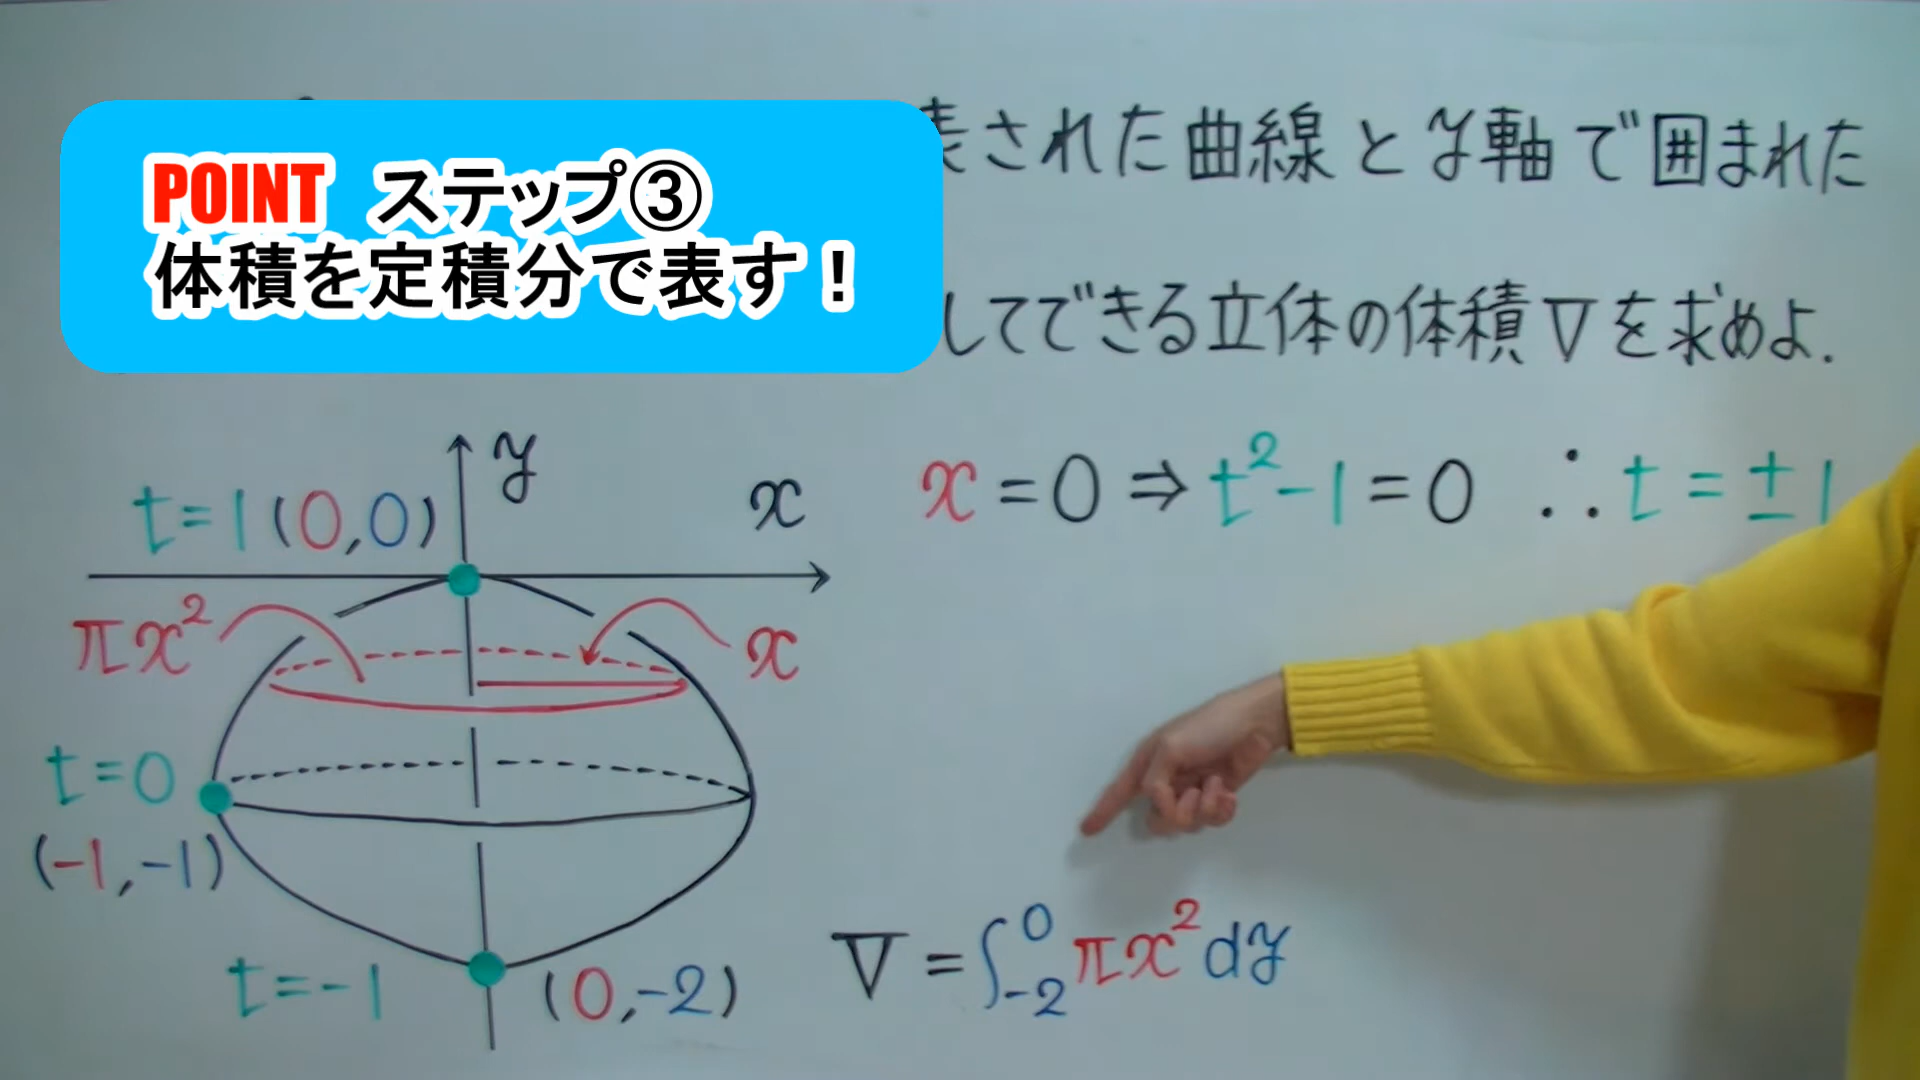 POINT ステップ③
体積を定積分で表す！
表された曲線とy軸で囲まれた
してできる立体の体積Vを求めよ.
y
x
t=1(0,0)
x=0⇒t²-1=0 ∴t=±1
πx²
x
t=0
(-1,-1)
t=-1
(0,-2)
V=∫₋₂⁰πx²dy